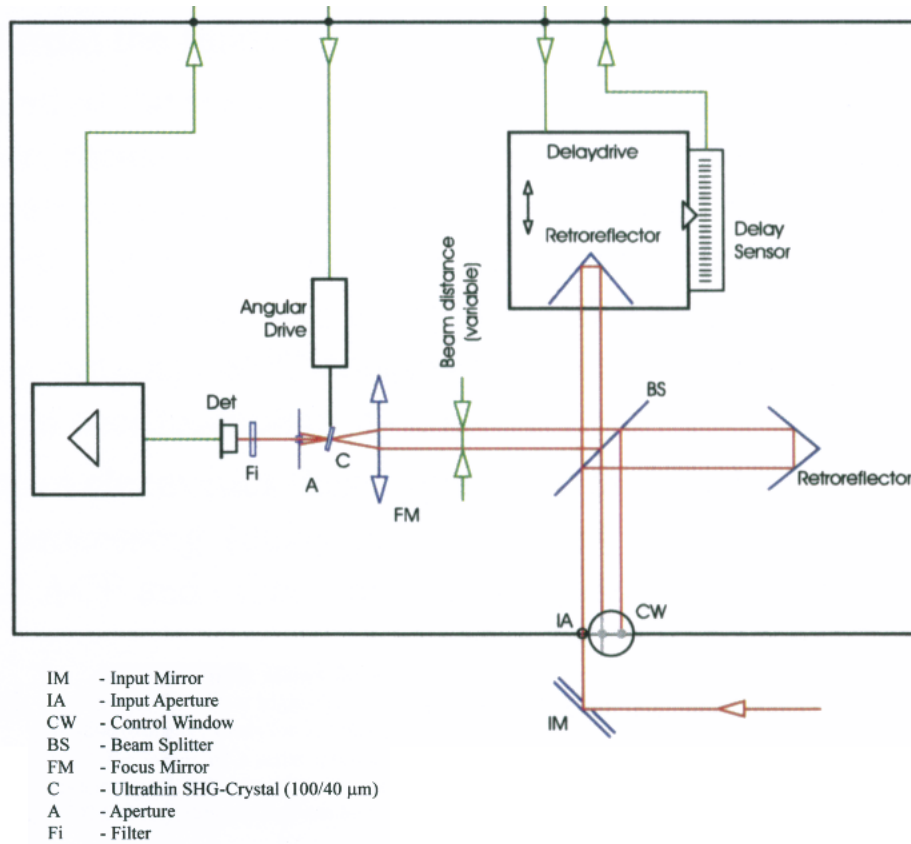 Delaydrive
Retroreflector
Delay
Sensor
Beam distance
(variable)
Angular
Drive
BS
Det
Fi
A
C
FM
Retroreflector
IA
CW
IM
IM - Input Mirror
IA - Input Aperture
CW - Control Window
BS - Beam Splitter
FM - Focus Mirror
C - Ultrathin SHG-Crystal (100/40 μm)
A - Aperture
Fi - Filter